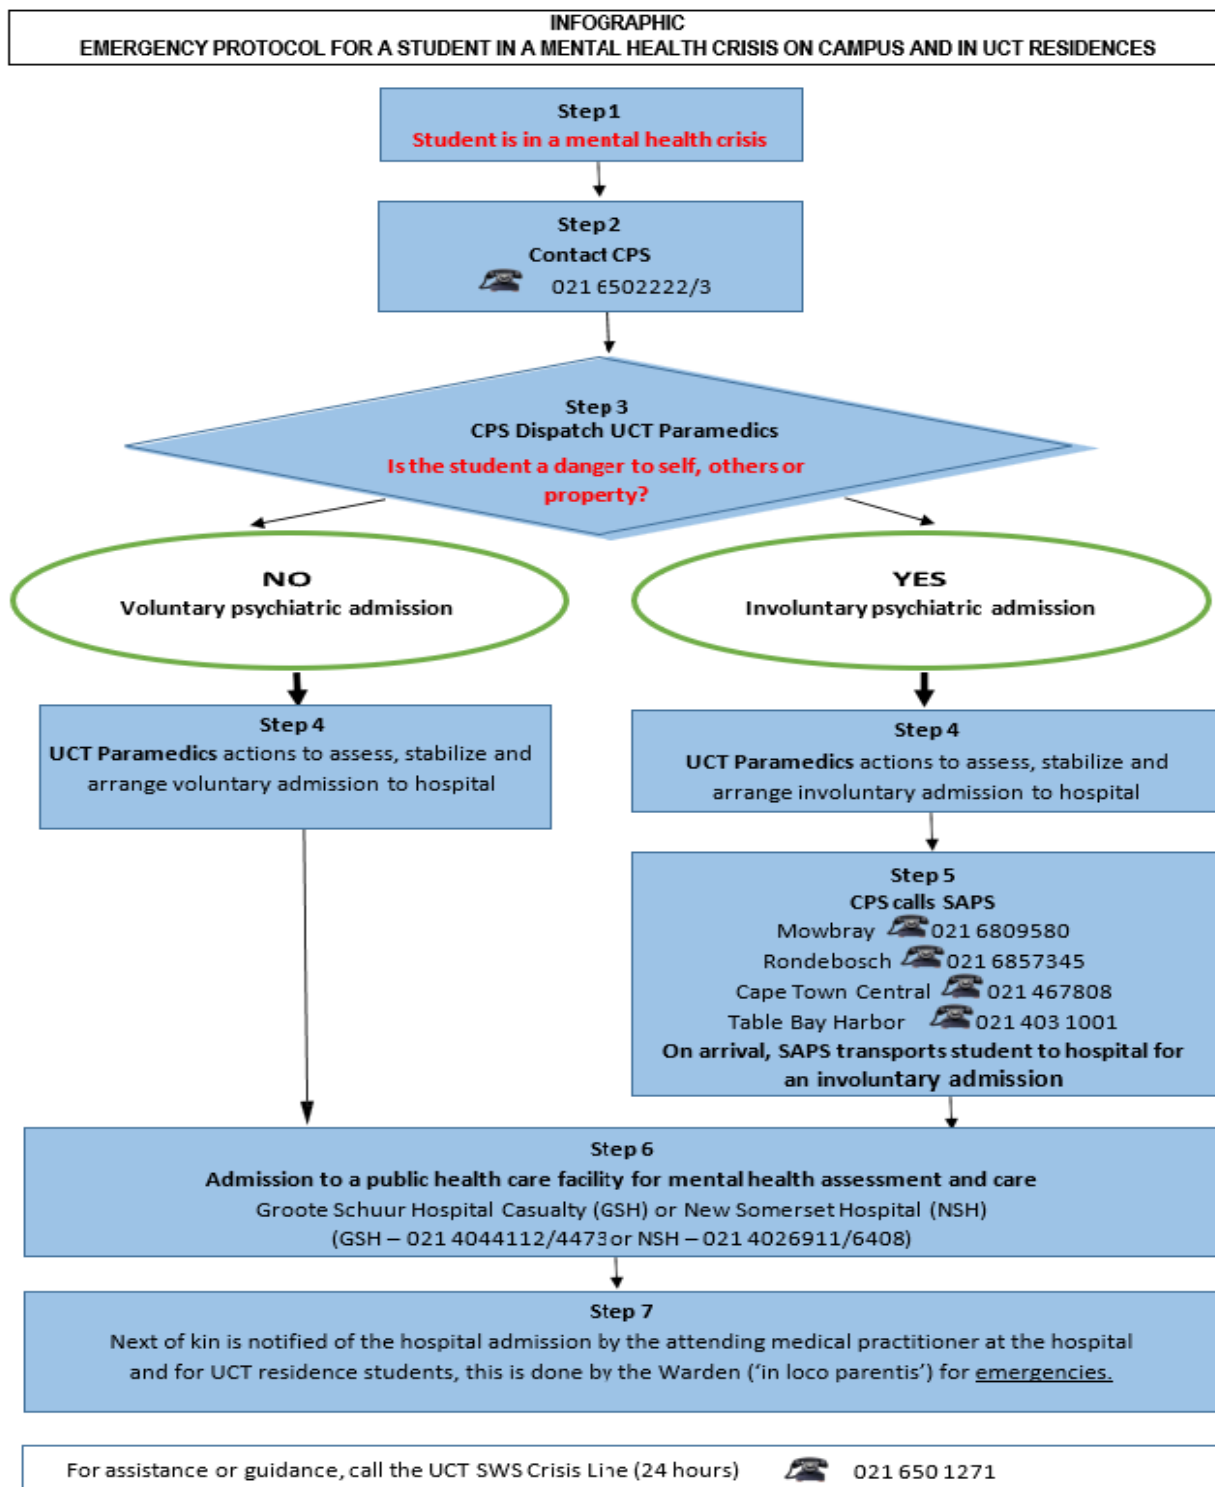 INFOGRAPHIC
EMERGENCY PROTOCOL FOR A STUDENT IN A MENTAL HEALTH CRISIS ON CAMPUS AND IN UCT RESIDENCES
Step 1
Student is in a mental health crisis
Step 2
Contact CPS
021 6502222/3
Step 3
CPS Dispatch UCT Paramedics
Is the student a danger to self, others or
property?
NO
Voluntary psychiatric admission
Step 4
UCT Paramedics actions to assess, stabilize and
arrange voluntary admission to hospital
YES
Involuntary psychiatric admission
Step 4
UCT Paramedics actions to assess, stabilize and
arrange involuntary admission to hospital
Step 5
CPS calls SAPS
Mowbray 021 6809580
Rondebosch 021 6857345
Cape Town Central 021 467808
Table Bay Harbor 021 403 1001
On arrival, SAPS transports student to hospital for
an involuntary admission
Step 6
Admission to a public health care facility for mental health assessment and care
Groote Schuur Hospital Casualty (GSH) or New Somerset Hospital (NSH)
(GSH – 021 4044112/4473 or NSH – 021 4026911/6408)
Step 7
Next of kin is notified of the hospital admission by the attending medical practitioner at the hospital
and for UCT residence students, this is done by the Warden (‘in loco parentis’) for emergencies.
For assistance or guidance, call the UCT SWS Crisis Line (24 hours) 021 650 1271